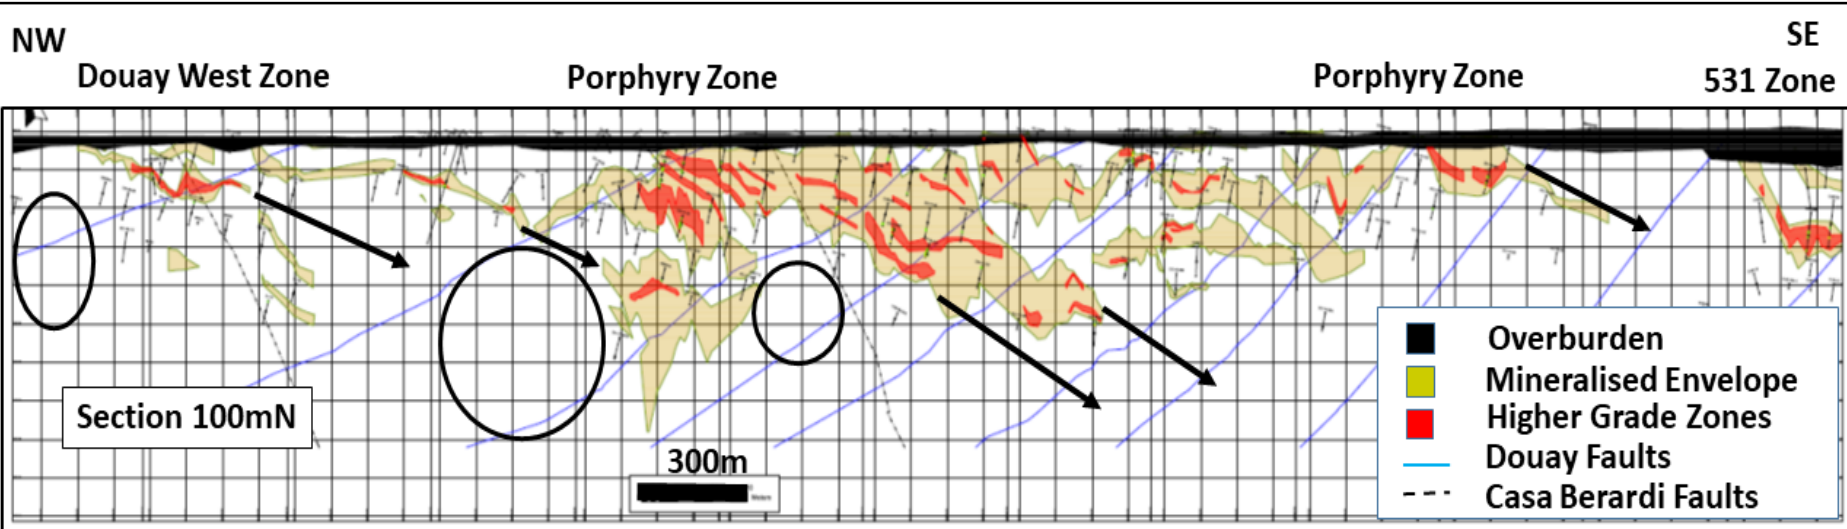 NW
SE
Douay West Zone
Porphyry Zone
Porphyry Zone
531 Zone
Section 100mN
300m
Overburden
Mineralised Envelope
Higher Grade Zones
Douay Faults
Casa Berardi Faults